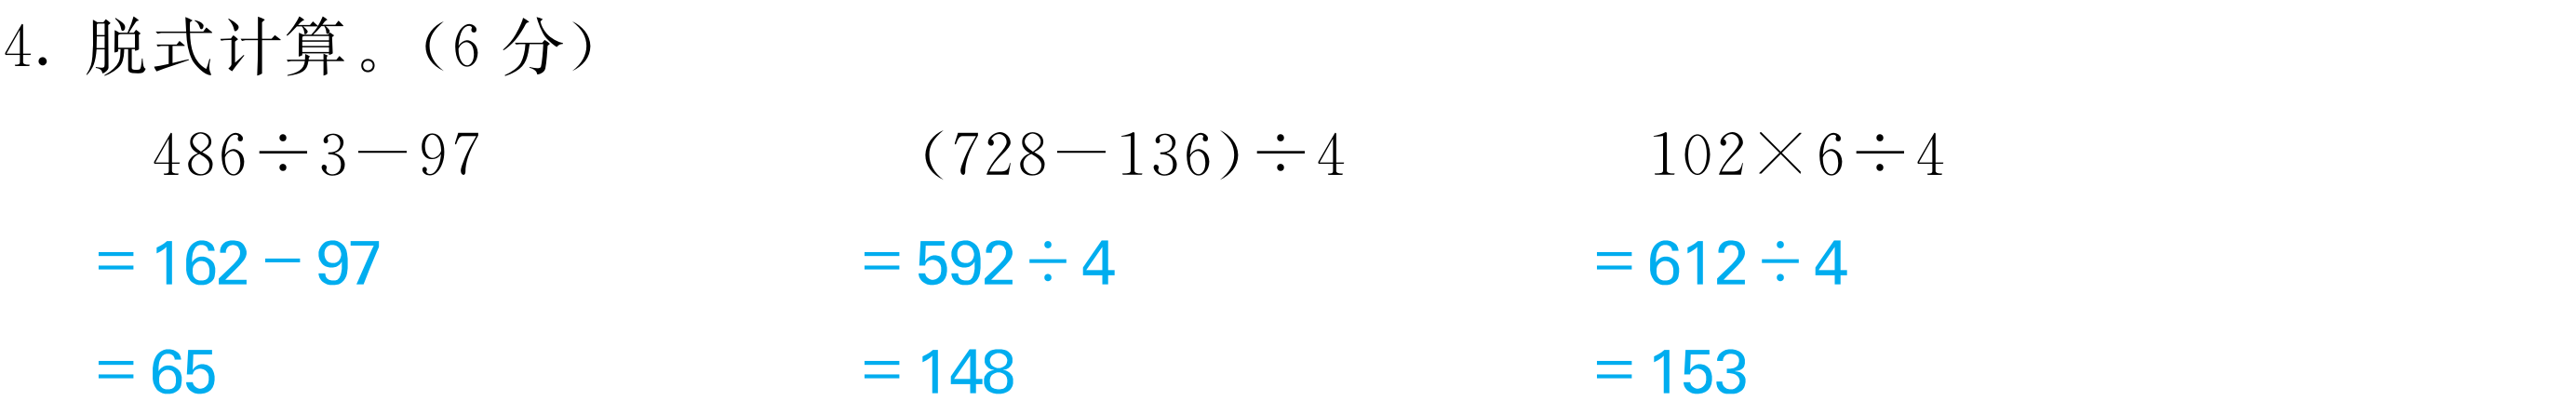 4. 脱式计算。(6 分)
486÷3－97 (728－136)÷4 102×6÷4
= 162 － 97 = 592 ÷ 4 = 612 ÷ 4
= 65 = 148 = 153